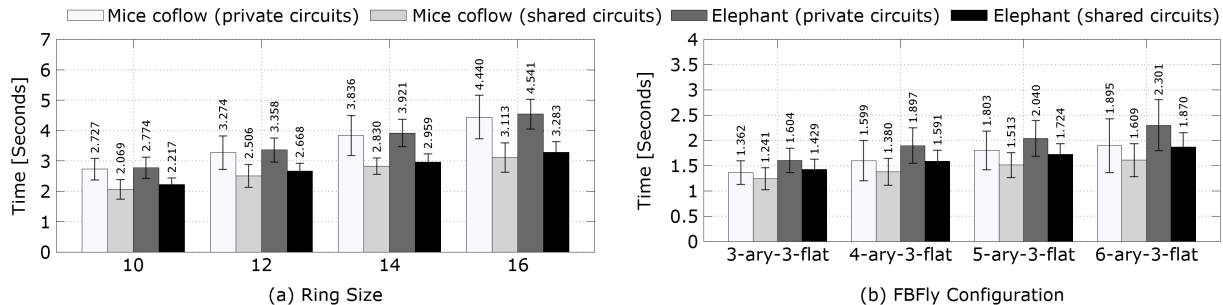 Mice coflow (private circuits) Mice coflow (shared circuits) Elephant (private circuits) Elephant (shared circuits)
Time [Seconds]
7
6
5
4
3
2
1
0
2.727 2.069 2.774 2.217
3.274 2.506 3.358 2.668
3.836 2.830 3.921 2.959
4.440 3.113 4.541 3.283
10 12 14 16
(a) Ring Size
Time [Seconds]
4
3.5
3
2.5
2
1.5
1
0.5
0
1.362 1.241 1.604 1.429
1.599 1.380 1.897 1.591
1.803 1.513 2.040 1.724
1.895 1.609 2.301 1.870
3-ary-3-flat 4-ary-3-flat 5-ary-3-flat 6-ary-3-flat
(b) FBFly Configuration